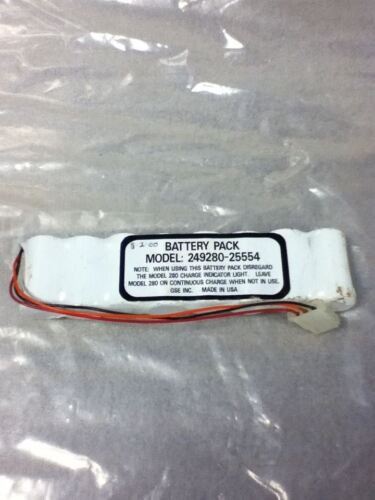 8 2 00
BATTERY PACK
MODEL: 249280-25554
NOTE: WHEN USING THIS BATTERY PACK DISREGARD
THE MODEL 280 CHARGE INDICATOR LIGHT. LEAVE
MODEL 280 ON CONTINUOUS CHARGE WHEN NOT IN USE.
GSE INC. MADE IN USA